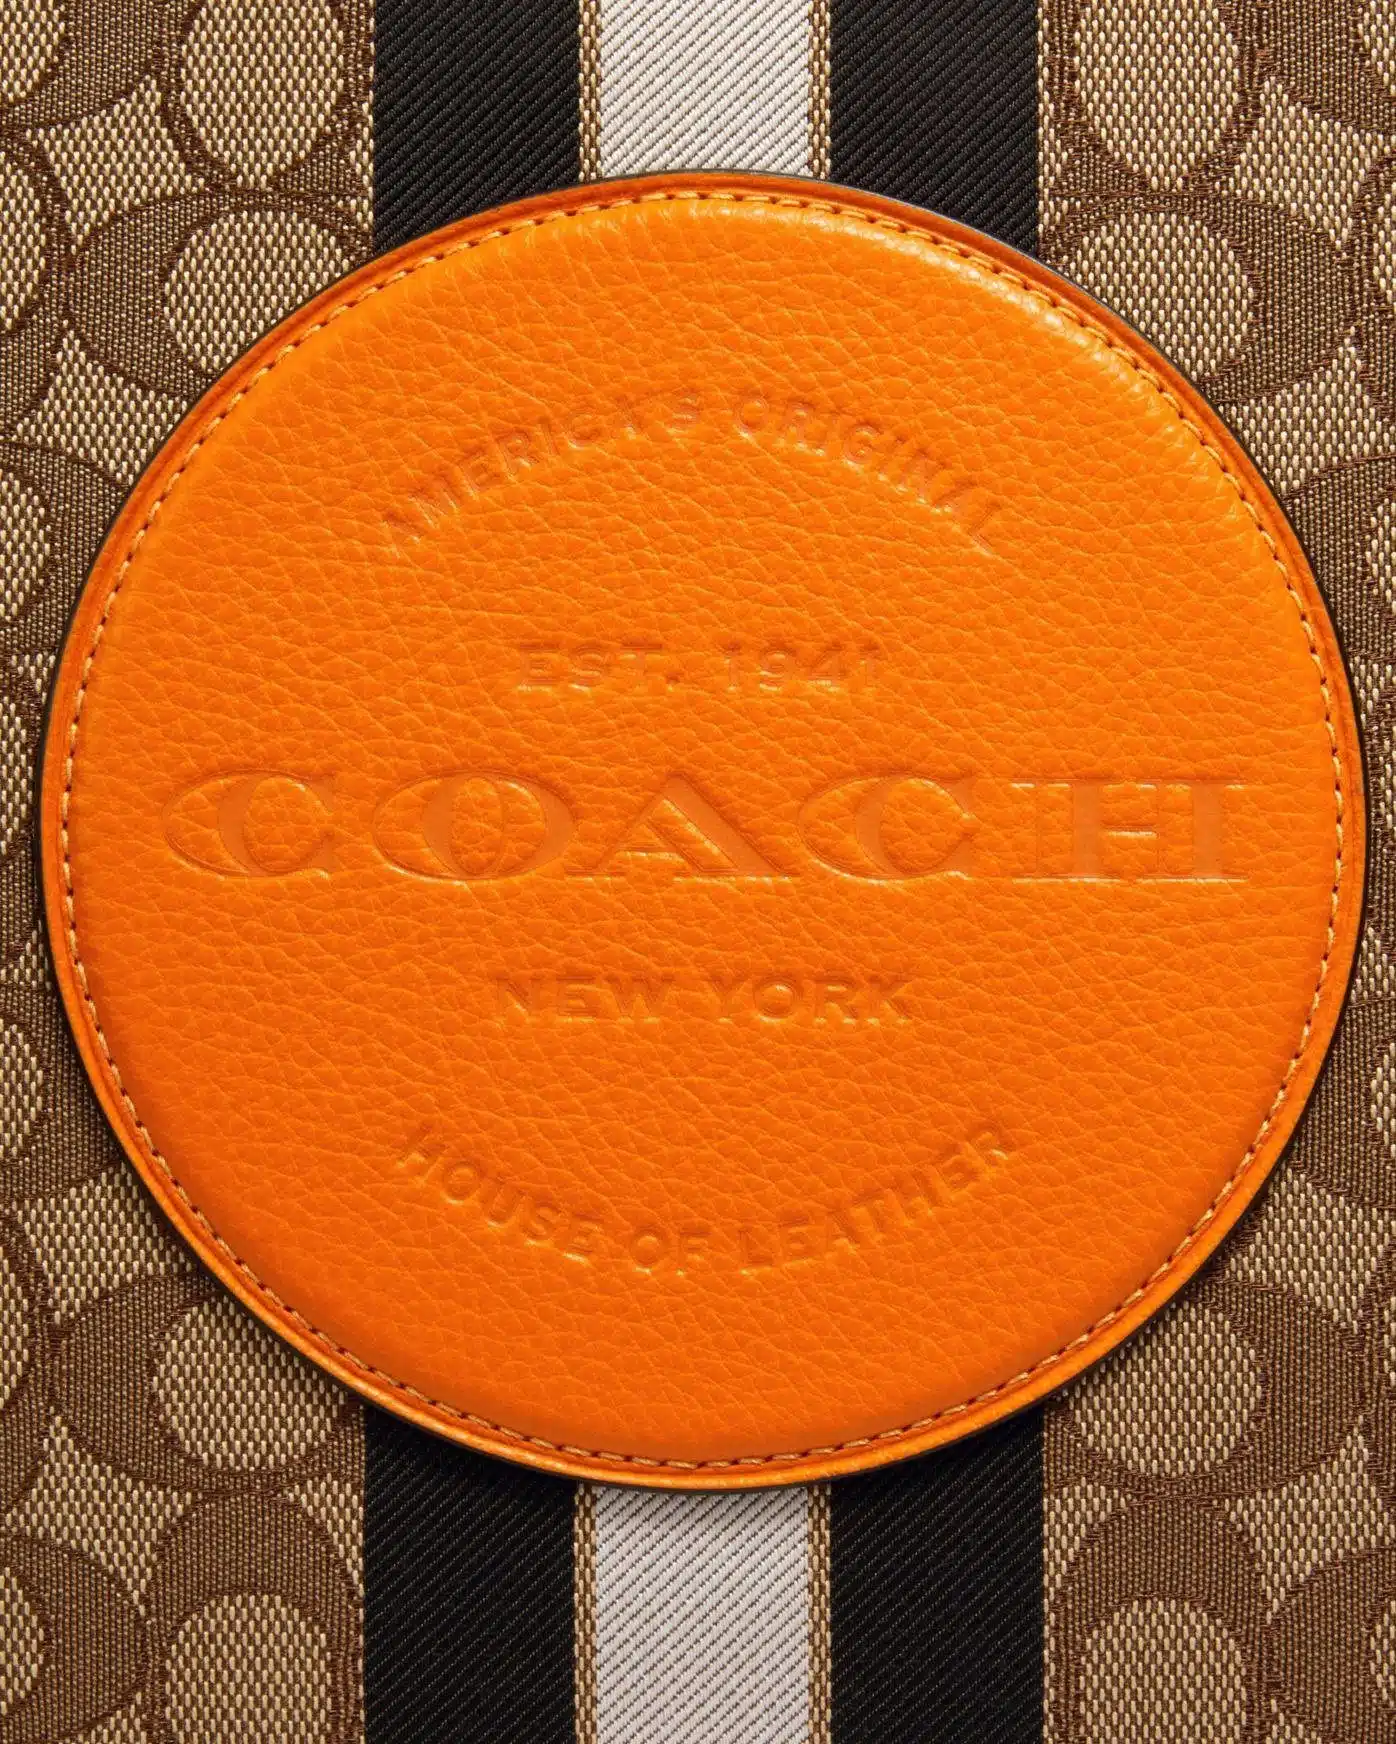 AMERICA'S ORIGINAL
EST. 1941
COACH
NEW YORK
HOUSE OF LEATHER